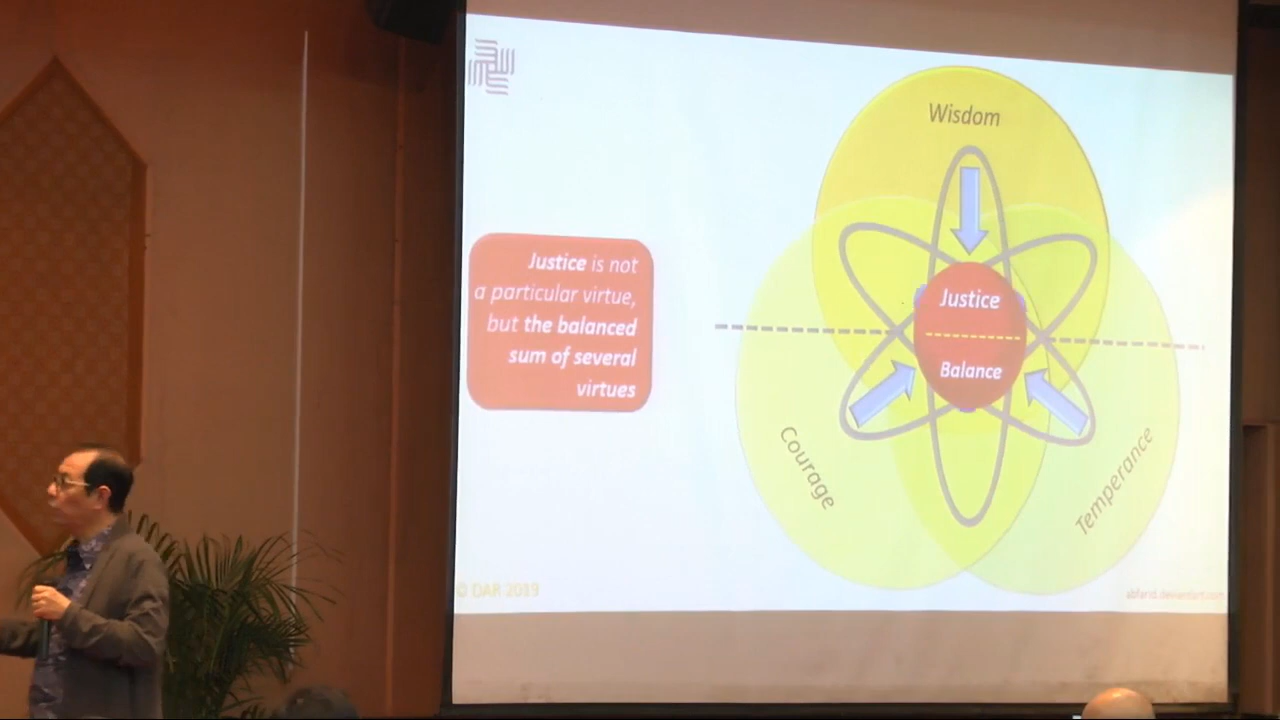 Wisdom
Justice is not
a particular virtue,
but the balanced
sum of several
virtues
Justice
Balance
Courage
Temperance
© DAR 2019